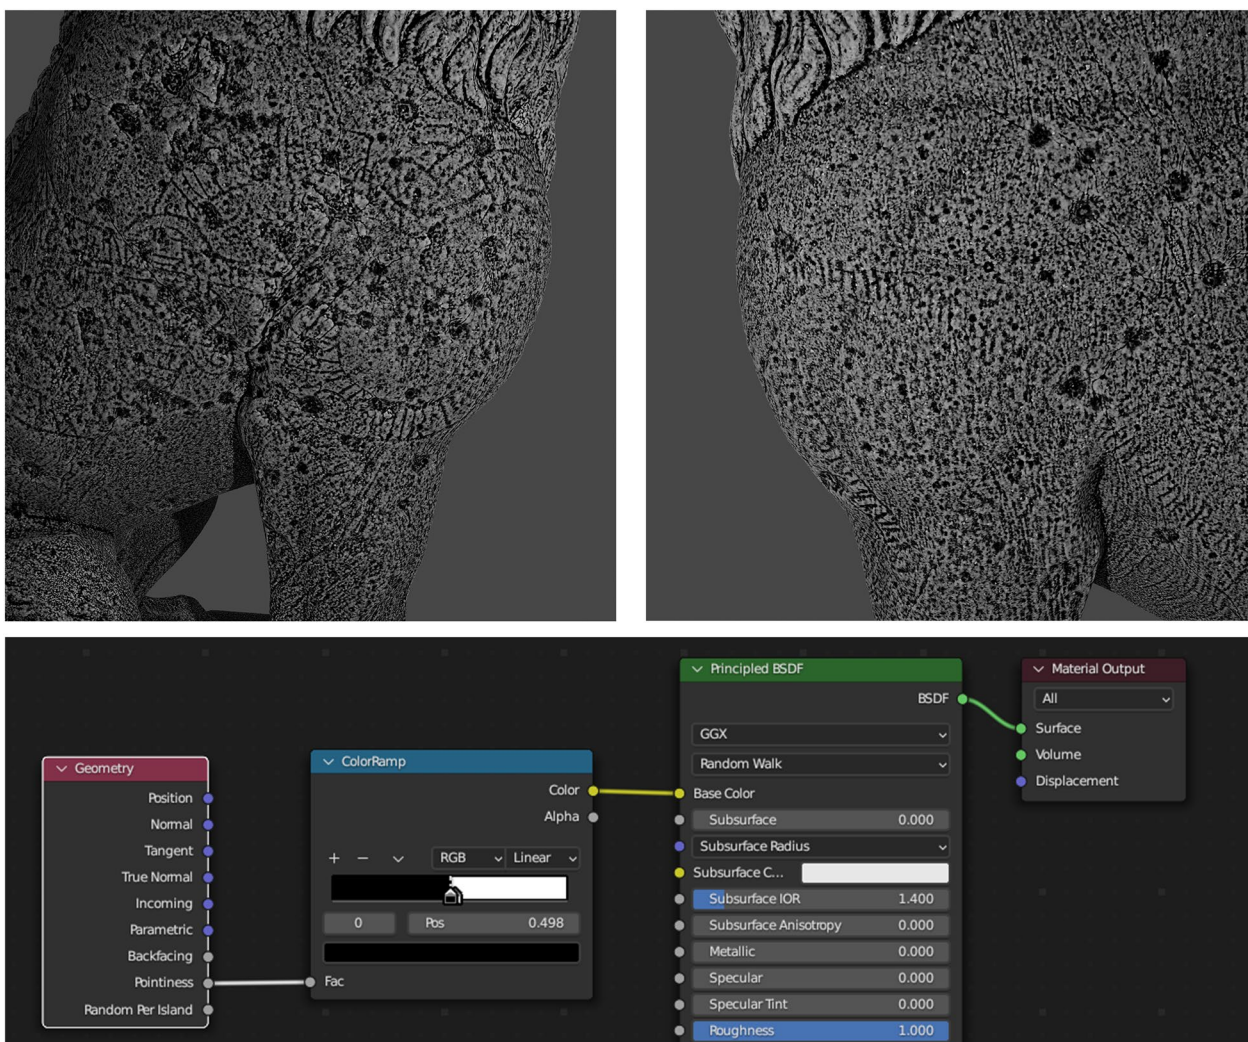 Geometry
Position
Normal
Tangent
True Normal
Incoming
Parametric
Backfacing
Pointiness
Random Per Island
ColorRamp
Color
Alpha
+ −
RGB
Linear
0
Pos 0.498
Fac
Principled BSDF
BSDF
GGX
Random Walk
Base Color
Subsurface 0.000
Subsurface Radius
Subsurface C...
Subsurface IOR 1.400
Subsurface Anisotropy 0.000
Metallic 0.000
Specular 0.000
Specular Tint 0.000
Roughness 1.000
Material Output
All
Surface
Volume
Displacement